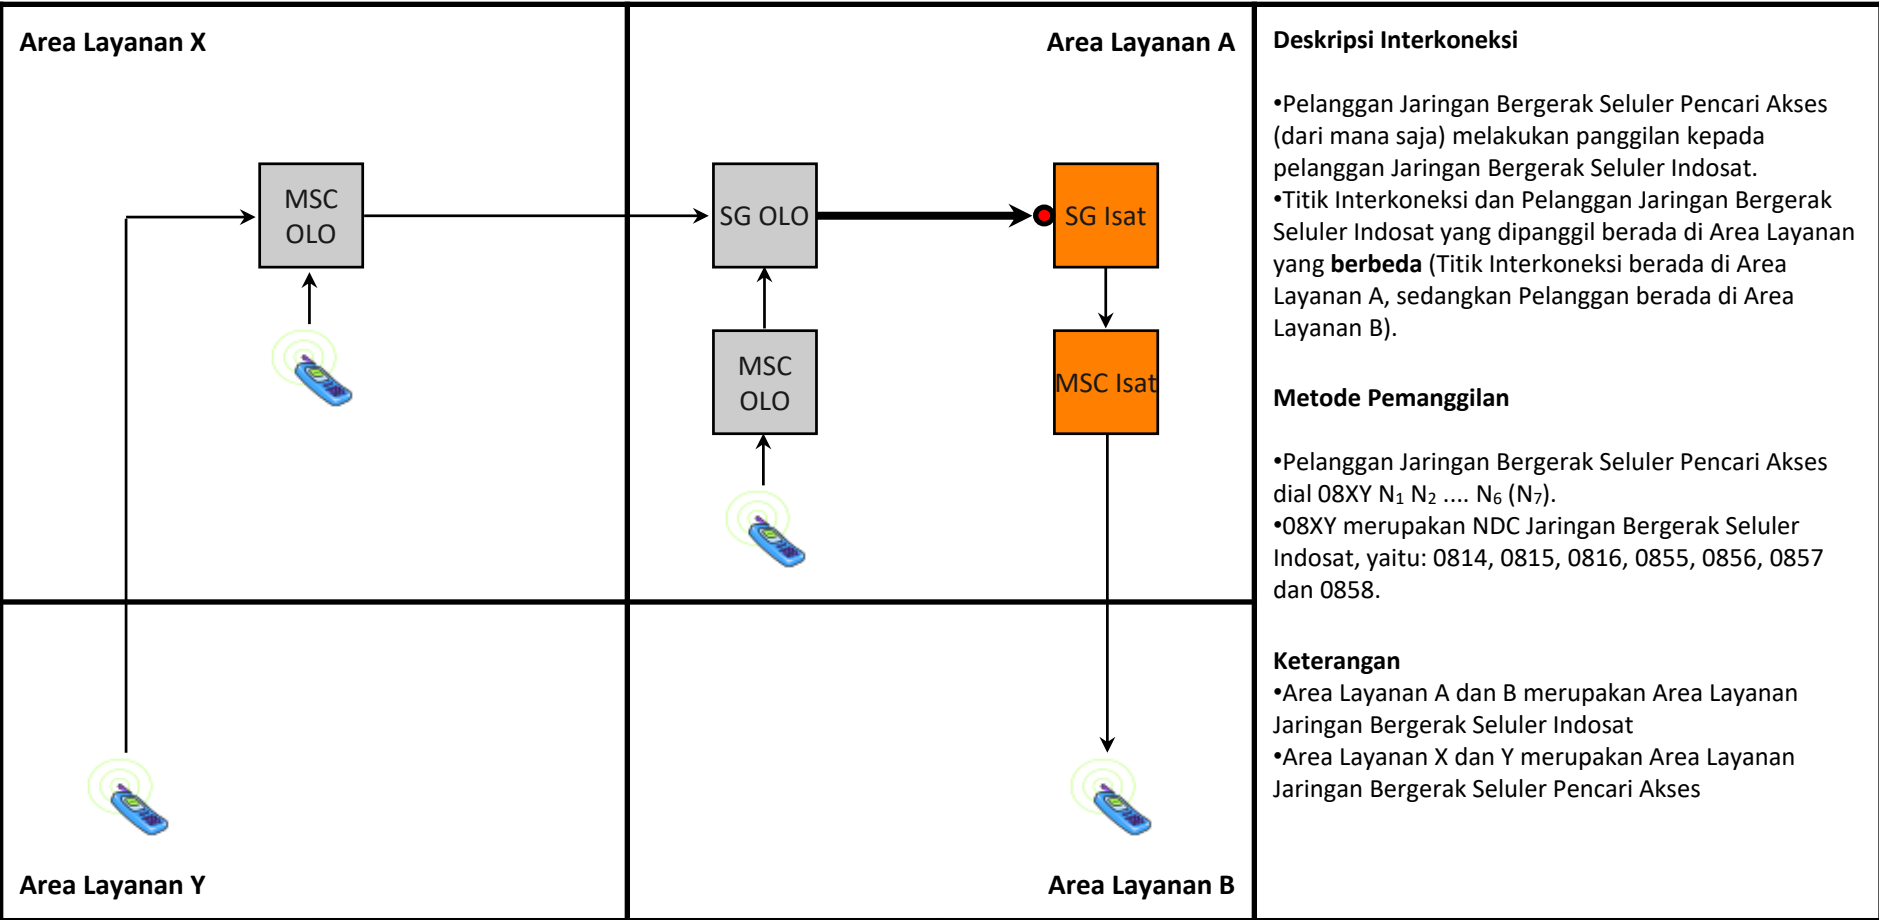 Area Layanan X
Area Layanan A
MSC
OLO
SG OLO
SG Isat
MSC
OLO
MSC Isat
Area Layanan Y
Area Layanan B
Deskripsi Interkoneksi
•Pelanggan Jaringan Bergerak Seluler Pencari Akses
(dari mana saja) melakukan panggilan kepada
pelanggan Jaringan Bergerak Seluler Indosat.
•Titik Interkoneksi dan Pelanggan Jaringan Bergerak
Seluler Indosat yang dipanggil berada di Area Layanan
yang berbeda (Titik Interkoneksi berada di Area
Layanan A, sedangkan Pelanggan berada di Area
Layanan B).
Metode Pemanggilan
•Pelanggan Jaringan Bergerak Seluler Pencari Akses
dial 08XY N₁ N₂ .... N₆ (N₇).
•08XY merupakan NDC Jaringan Bergerak Seluler
Indosat, yaitu: 0814, 0815, 0816, 0855, 0856, 0857
dan 0858.
Keterangan
•Area Layanan A dan B merupakan Area Layanan
Jaringan Bergerak Seluler Indosat
•Area Layanan X dan Y merupakan Area Layanan
Jaringan Bergerak Seluler Pencari Akses